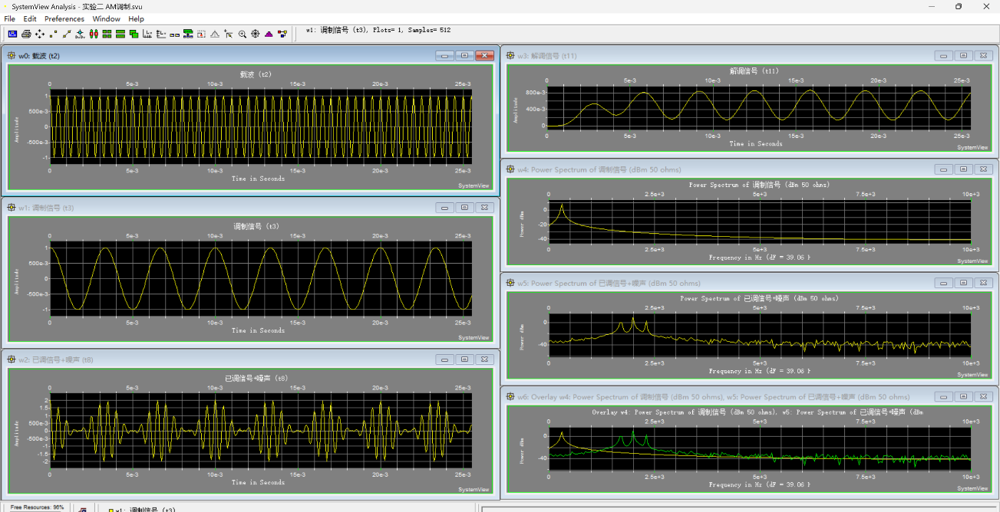 SystemView Analysis - 实验二 AM调制.svu
File Edit Preferences Window Help
w1: 调制信号 (t3), Plots= 1, Samples= 512
w0: 载波 (t2)
载波 (t2)
0 5e-3 10e-3 15e-3 20e-3 25e-3
1
500e-3
0
-500e-3
-1
Amplitude
0 5e-3 10e-3 15e-3 20e-3 25e-3
Time in Seconds
SystemView
w1: 调制信号 (t3)
调制信号 (t3)
0 5e-3 10e-3 15e-3 20e-3 25e-3
1
500e-3
0
-500e-3
-1
Amplitude
0 5e-3 10e-3 15e-3 20e-3 25e-3
Time in Seconds
SystemView
w2: 已调信号+噪声 (t8)
已调信号+噪声 (t8)
0 5e-3 10e-3 15e-3 20e-3 25e-3
2
1.5
1
500e-3
-500e-3
-1
-1.5
-2
Amplitude
0 5e-3 10e-3 15e-3 20e-3 25e-3
Time in Seconds
SystemView
w3: 解调信号 (t11)
解调信号 (t11)
0 5e-3 10e-3 15e-3 20e-3 25e-3
800e-3
400e-3
0
Amplitude
0 5e-3 10e-3 15e-3 20e-3 25e-3
Time in Seconds
SystemView
w4: Power Spectrum of 调制信号 (dBm 50 ohms)
Power Spectrum of 调制信号 (dBm 50 ohms)
0 2.5e+3 5e+3 7.5e+3 10e+3
0
-20
-40
Power dBm
0 2.5e+3 5e+3 7.5e+3 10e+3
Frequency in Hz (dF = 39.06 )
SystemView
w5: Power Spectrum of 已调信号+噪声 (dBm 50 ohms)
Power Spectrum of 已调信号+噪声 (dBm 50 ohms)
0 2.5e+3 5e+3 7.5e+3 10e+3
0
-40
Power dBm
0 2.5e+3 5e+3 7.5e+3 10e+3
Frequency in Hz (dF = 39.06 )
SystemView
w6: Overlay w4: Power Spectrum of 调制信号 (dBm 50 ohms), w5: Power Spectrum of 已调信号+噪声 (dBm 50 ohms)
Overlay w4: Power Spectrum of 调制信号 (dBm 50 ohms), w5: Power Spectrum of 已调信号+噪声 (dBm
0 2.5e+3 5e+3 7.5e+3 10e+3
0
-40
Power dBm
0 2.5e+3 5e+3 7.5e+3 10e+3
Frequency in Hz (dF = 39.06 )
SystemView
Free Resources: 96%
w1: 调制信号 (t3)